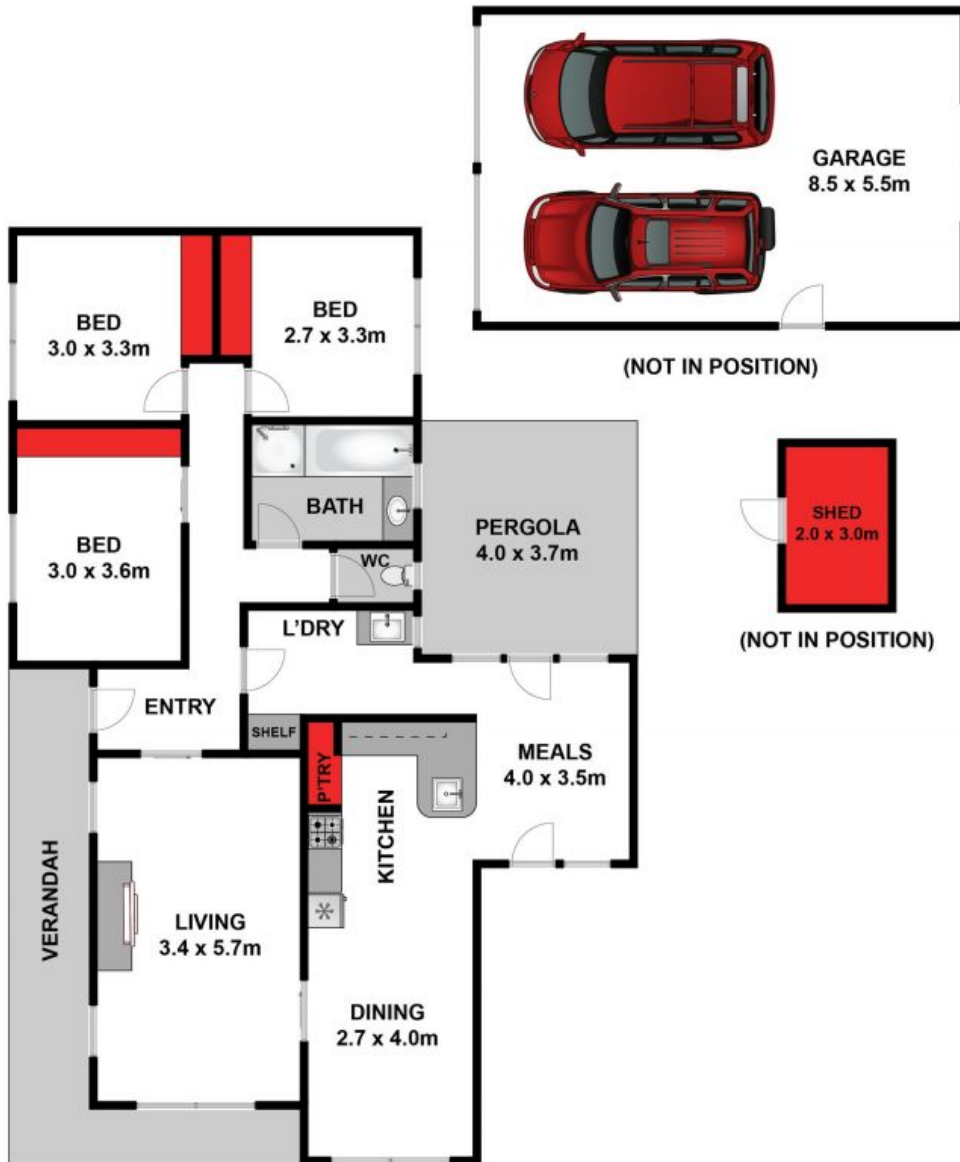 GARAGE
8.5 x 5.5m
(NOT IN POSITION)
BED
3.0 x 3.3m
BED
2.7 x 3.3m
BATH
PERGOLA
4.0 x 3.7m
SHED
2.0 x 3.0m
(NOT IN POSITION)
BED
3.0 x 3.6m
WC
L'DRY
ENTRY
SHELF
MEALS
4.0 x 3.5m
P'TRY
KITCHEN
VERANDAH
LIVING
3.4 x 5.7m
DINING
2.7 x 4.0m